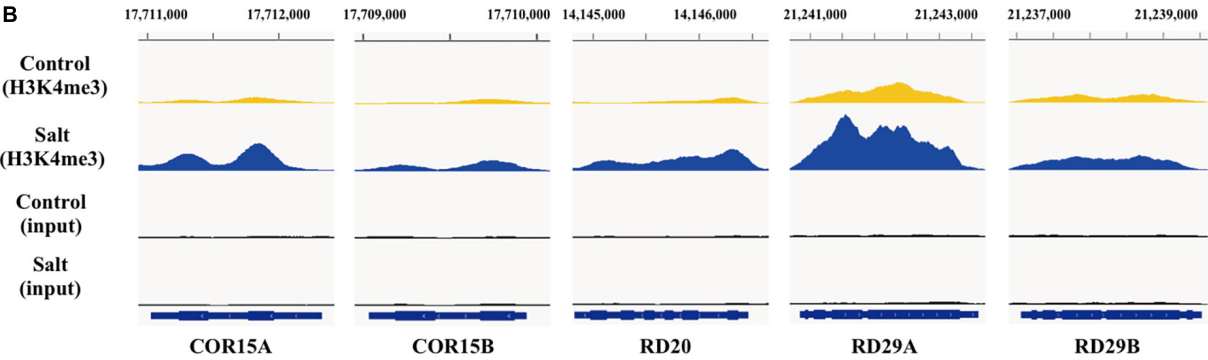 B
17,711,000 17,712,000 17,709,000 17,710,000 14,145,000 14,146,000 21,241,000 21,243,000 21,237,000 21,239,000
Control
(H3K4me3)
Salt
(H3K4me3)
Control
(input)
Salt
(input)
COR15A COR15B RD20 RD29A RD29B